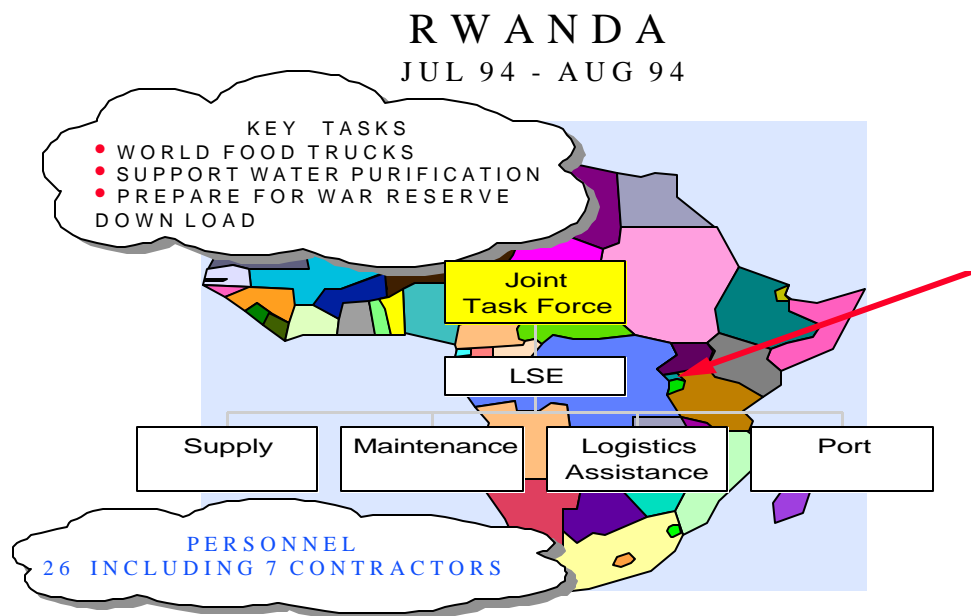 RWANDA
JUL 94 - AUG 94
KEY TASKS
• WORLD FOOD TRUCKS
• SUPPORT WATER PURIFICATION
• PREPARE FOR WAR RESERVE
DOWN LOAD
Joint
Task Force
LSE
Supply
Maintenance
Logistics
Assistance
Port
PERSONNEL
26 INCLUDING 7 CONTRACTORS